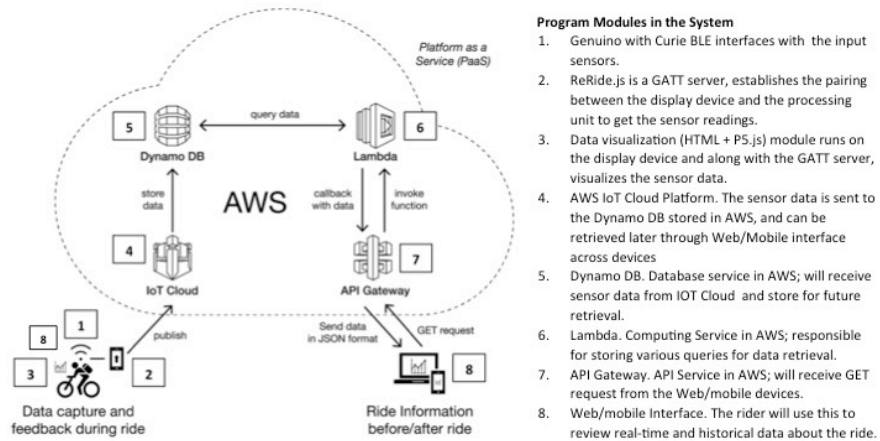 Platform as a
Service (PaaS)
5
query data
6
Dynamo DB
Lambda
store
data
AWS
callback
with data
invoke
function
4
7
IoT Cloud
API Gateway
1
8
publish
Send data
in JSON format
GET request
3
2
8
Data capture and
feedback during ride
Ride Information
before/after ride
Program Modules in the System
1. Genuino with Curie BLE interfaces with the input
sensors.
2. ReRide.js is a GATT server, establishes the pairing
between the display device and the processing
unit to get the sensor readings.
3. Data visualization (HTML + P5.js) module runs on
the display device and along with the GATT server,
visualizes the sensor data.
4. AWS IoT Cloud Platform. The sensor data is sent to
the Dynamo DB stored in AWS, and can be
retrieved later through Web/Mobile interface
across devices
5. Dynamo DB. Database service in AWS; will receive
sensor data from IOT Cloud and store for future
retrieval.
6. Lambda. Computing Service in AWS; responsible
for storing various queries for data retrieval.
7. API Gateway. API Service in AWS; will receive GET
request from the Web/mobile devices.
8. Web/mobile Interface. The rider will use this to
review real-time and historical data about the ride.